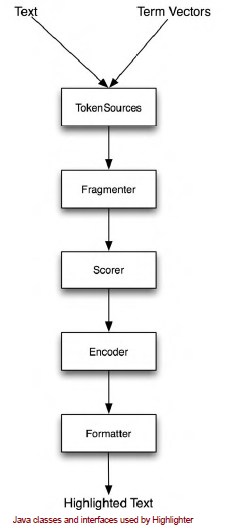 Text
Term Vectors
TokenSources
Fragmenter
Scorer
Encoder
Formatter
Highlighted Text
Java classes and interfaces used by Highlighter